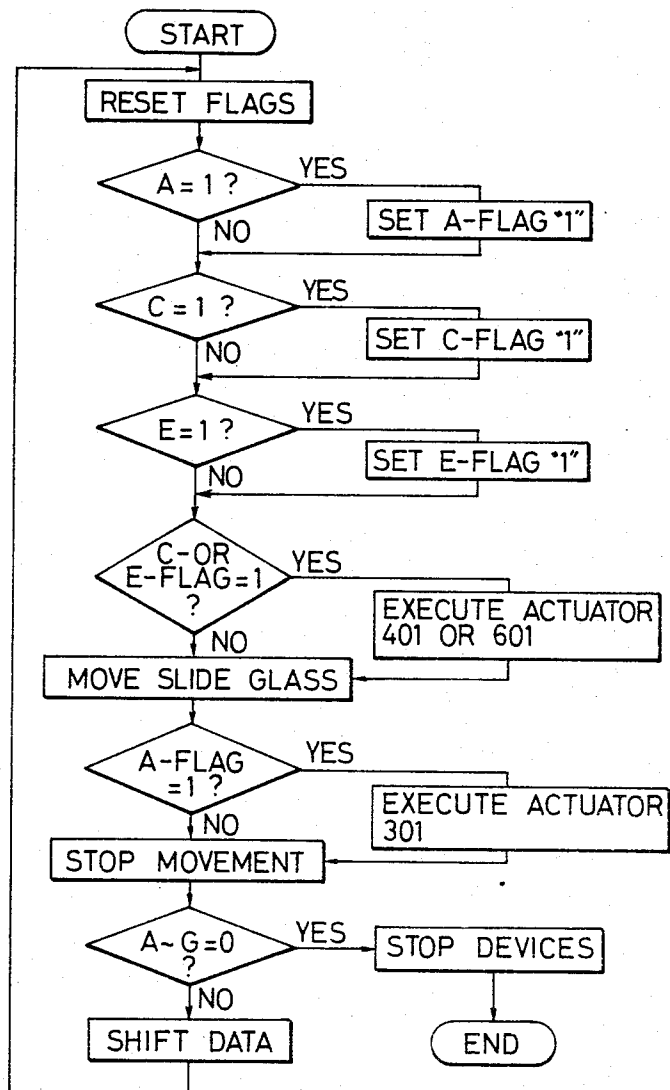 START
RESET FLAGS
A = 1 ?
YES
SET A-FLAG "1"
NO
C = 1 ?
YES
SET C-FLAG "1"
NO
E = 1 ?
YES
SET E-FLAG "1"
NO
C-OR
E-FLAG=1
?
YES
EXECUTE ACTUATOR
401 OR 601
NO
MOVE SLIDE GLASS
A-FLAG
=1 ?
YES
EXECUTE ACTUATOR
301
NO
STOP MOVEMENT
A~G=0
?
YES
STOP DEVICES
NO
SHIFT DATA
END